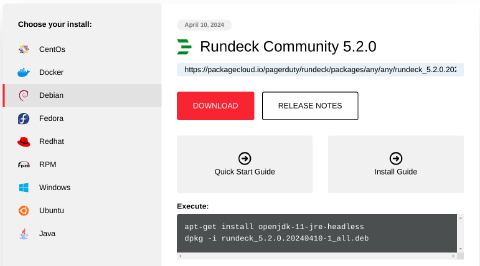 Choose your install:
CentOs
Docker
Debian
Fedora
Redhat
RPM
Windows
Ubuntu
Java
April 10, 2024
Rundeck Community 5.2.0
https://packagecloud.io/pagerduty/rundeck/packages/any/any/rundeck_5.2.0.202
DOWNLOAD
RELEASE NOTES
Quick Start Guide
Install Guide
Execute:
apt-get install openjdk-11-jre-headless
dpkg -i rundeck_5.2.0.20240410-1_all.deb